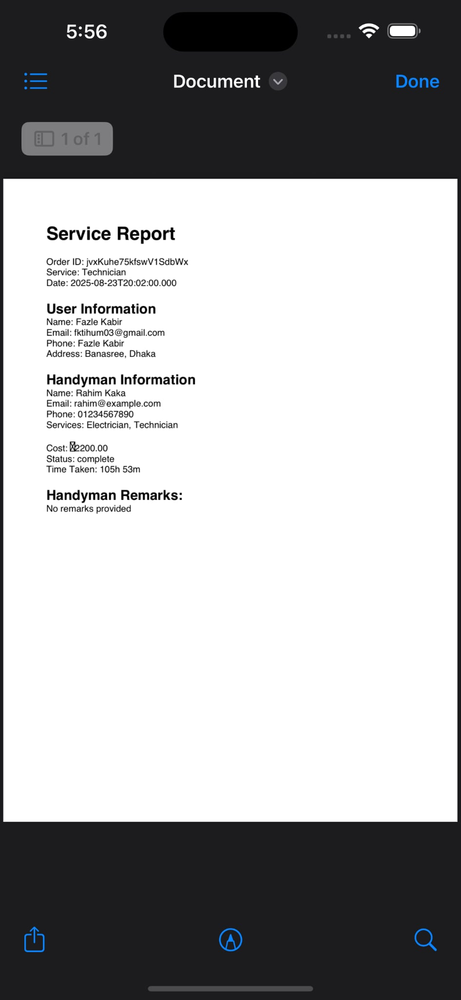 5:56
Document
Done
1 of 1
Service Report
Order ID: jvxKuhe75kfswV1SdbWx
Service: Technician
Date: 2025-08-23T20:02:00.000
User Information
Name: Fazle Kabir
Email: fktihum03@gmail.com
Phone: Fazle Kabir
Address: Banasree, Dhaka
Handyman Information
Name: Rahim Kaka
Email: rahim@example.com
Phone: 01234567890
Services: Electrician, Technician
Cost: 2200.00
Status: complete
Time Taken: 105h 53m
Handyman Remarks:
No remarks provided